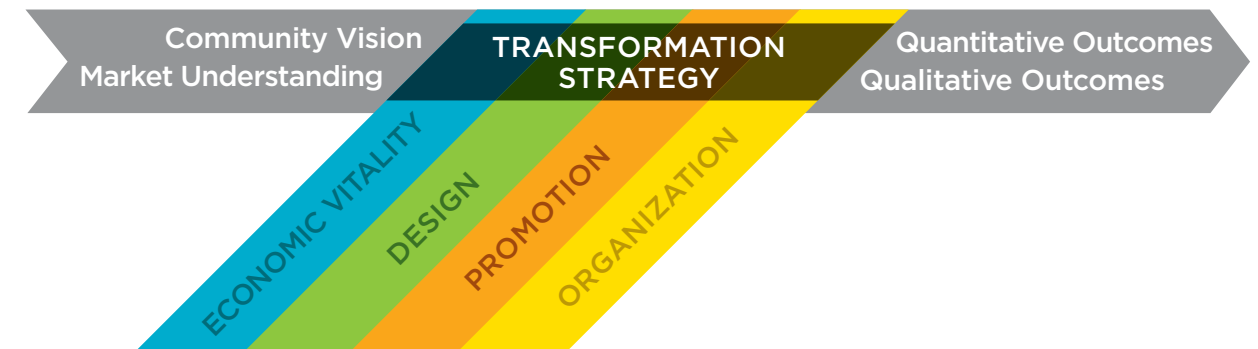 Community Vision
Market Understanding
TRANSFORMATION
STRATEGY
Quantitative Outcomes
Qualitative Outcomes
ECONOMIC VITALITY
DESIGN
PROMOTION
ORGANIZATION